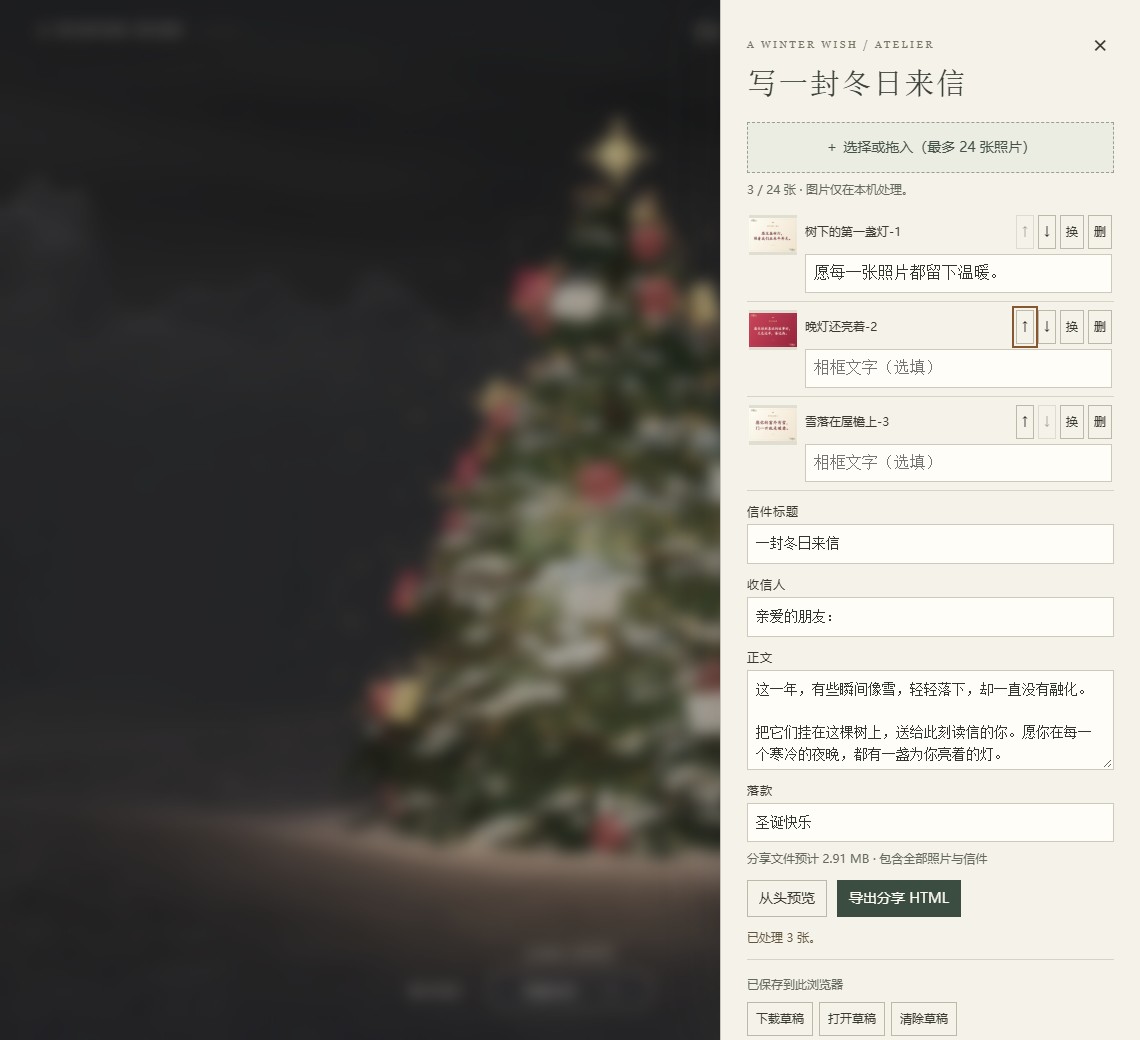 A WINTER WISH / ATELIER
×
写一封冬日来信
+ 选择或拖入（最多 24 张照片）
3 / 24 张 · 图片仅在本机处理。
树下的第一盏灯-1
↑ ↓ 换 删
愿每一张照片都留下温暖。
晚灯还亮着-2
↑ ↓ 换 删
相框文字（选填）
雪落在屋檐上-3
↑ ↓ 换 删
相框文字（选填）
信件标题
一封冬日来信
收信人
亲爱的朋友：
正文
这一年，有些瞬间像雪，轻轻落下，却一直没有融化。
把它们挂在这棵树上，送给此刻读信的你。愿你在每一
个寒冷的夜晚，都有一盏为你亮着的灯。
落款
圣诞快乐
分享文件预计 2.91 MB · 包含全部照片与信件
从头预览
导出分享 HTML
已处理 3 张。
已保存到此浏览器
下载草稿
打开草稿
清除草稿